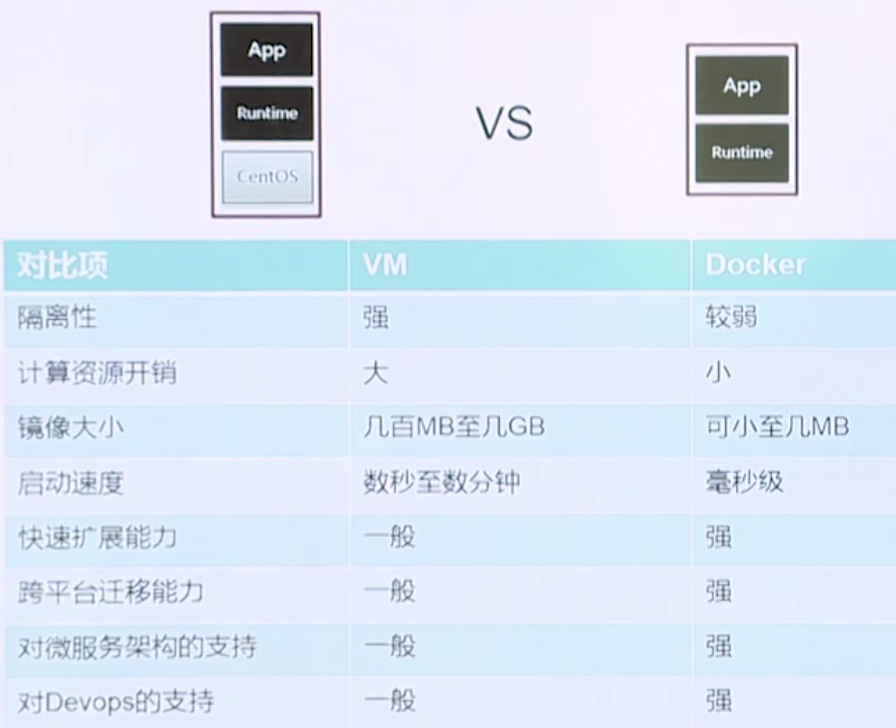 App
Runtime
CentOS
VS
App
Runtime
对比项 VM Docker
隔离性 强 较弱
计算资源开销 大 小
镜像大小 几百MB至几GB 可小至几MB
启动速度 数秒至数分钟 毫秒级
快速扩展能力 一般 强
跨平台迁移能力 一般 强
对微服务架构的支持 一般 强
对Devops的支持 一般 强